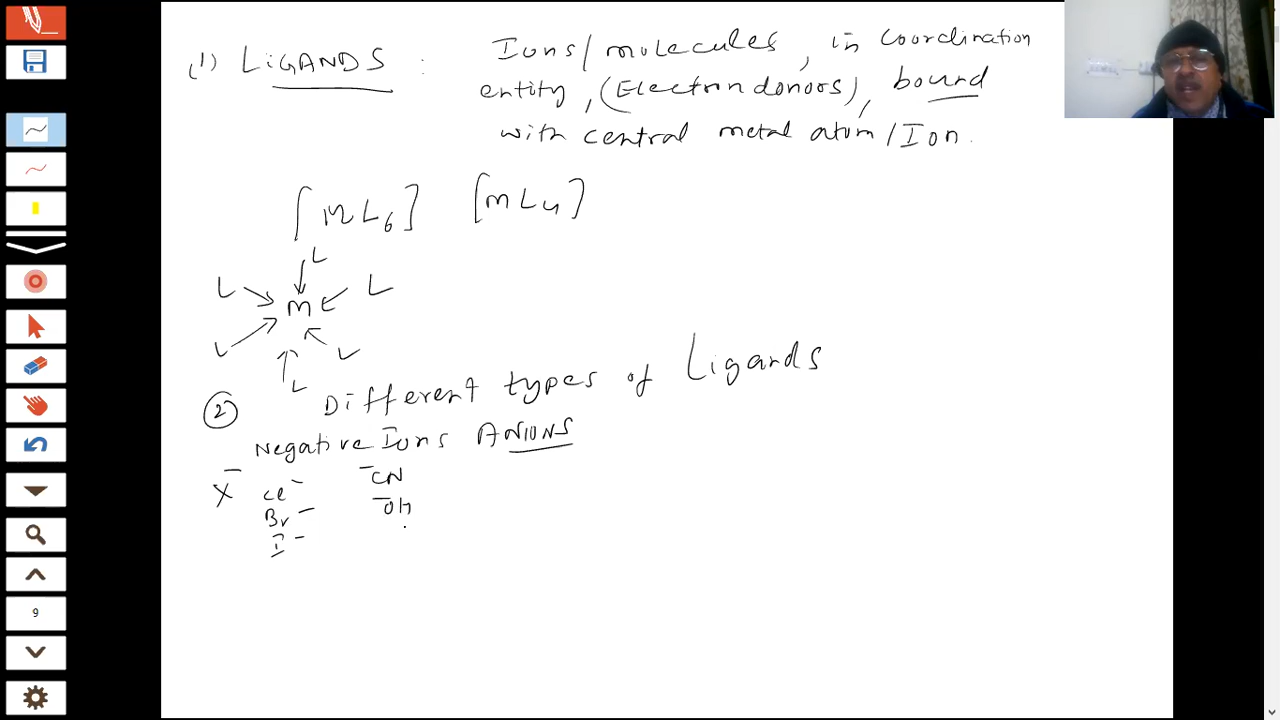 (1) LIGANDS : Ions/molecules, in coordination
entity, (Electron donors), bound
with central metal atom/Ion.
[ML6] [ML4]
L
L M L
L L
L
(2) Different types of Ligands
Negative Ions ANIONS
X⁻ Cl⁻ ⁻CN
Br⁻ ⁻OH
I⁻
9